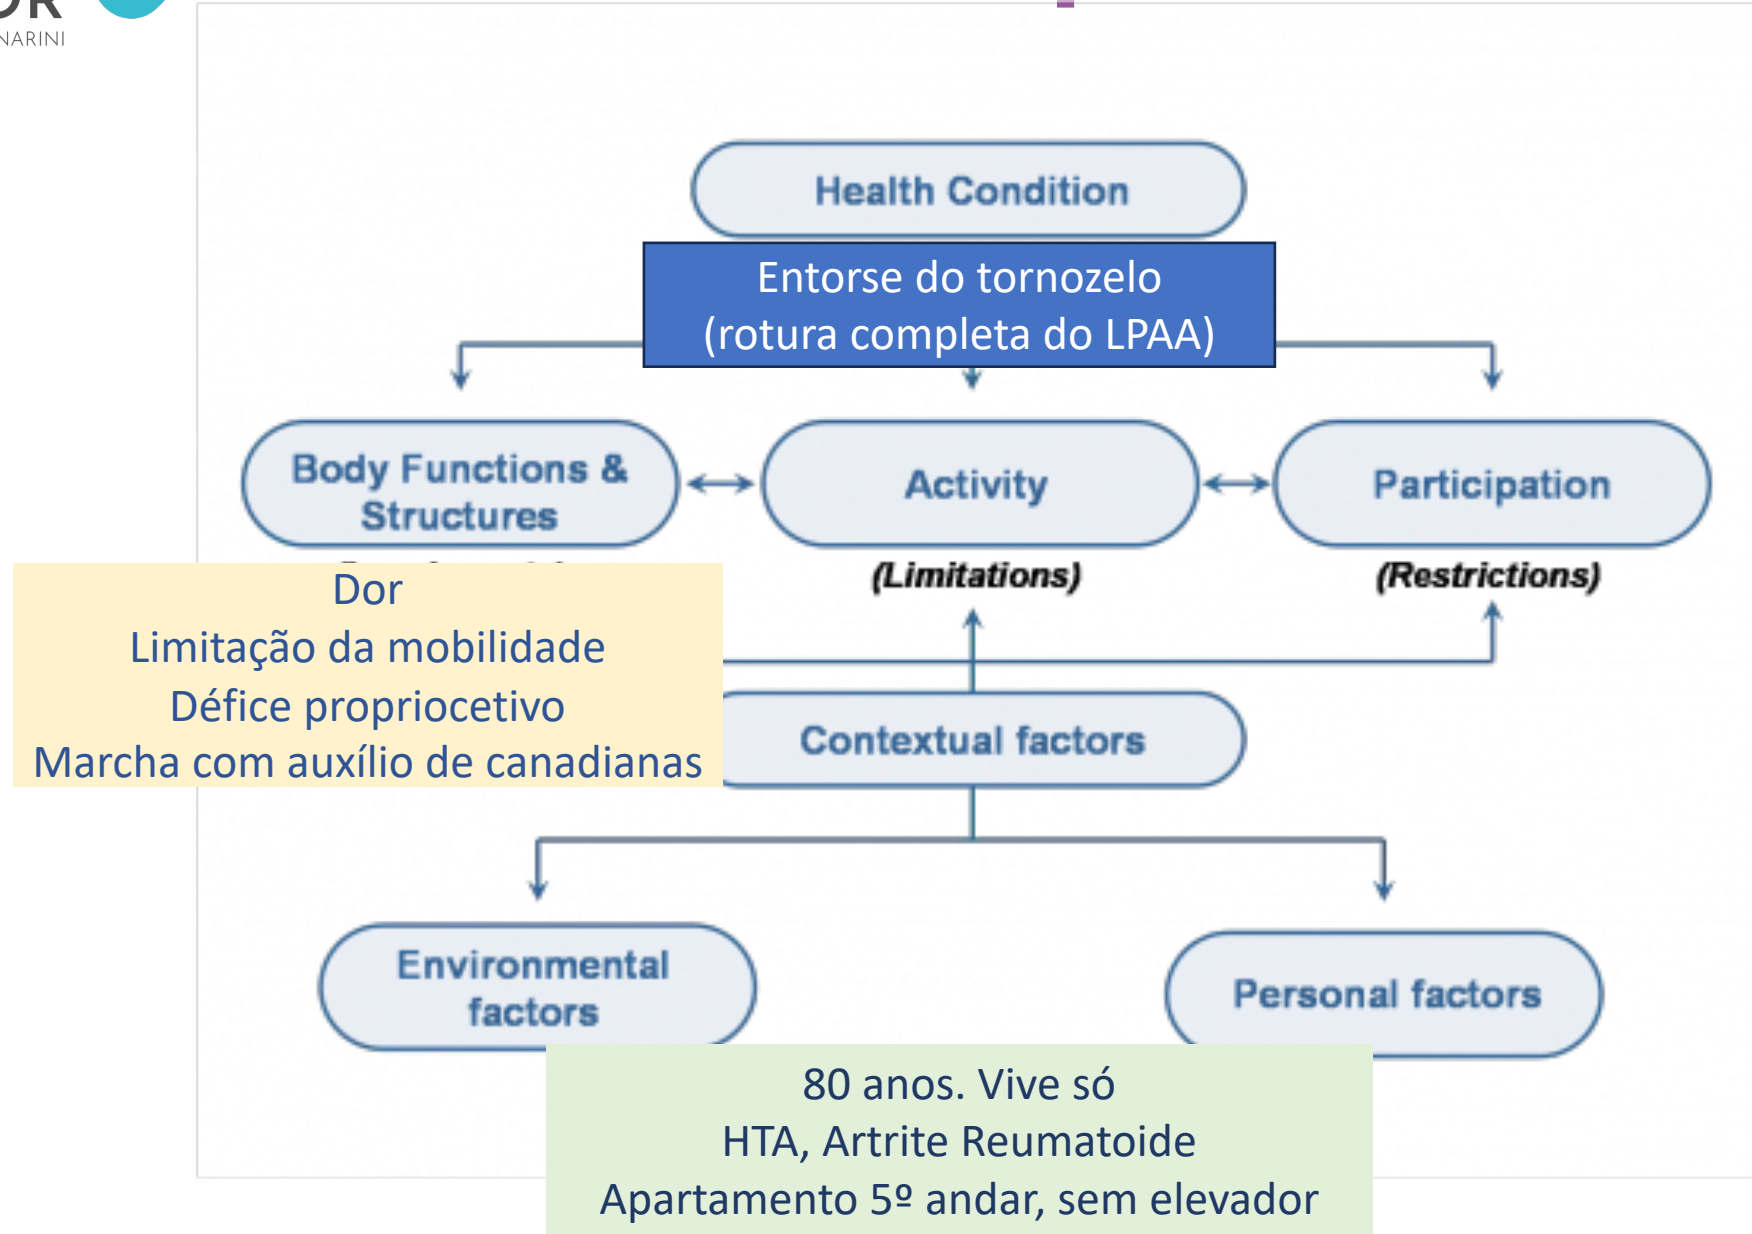 NARINI
Health Condition
Entorse do tornozelo
(rotura completa do LPAA)
Body Functions &
Structures
Activity
Participation
(Limitations)
(Restrictions)
Dor
Limitação da mobilidade
Défice propriocetivo
Marcha com auxílio de canadianas
Contextual factors
Environmental
factors
Personal factors
80 anos. Vive só
HTA, Artrite Reumatoide
Apartamento 5º andar, sem elevador